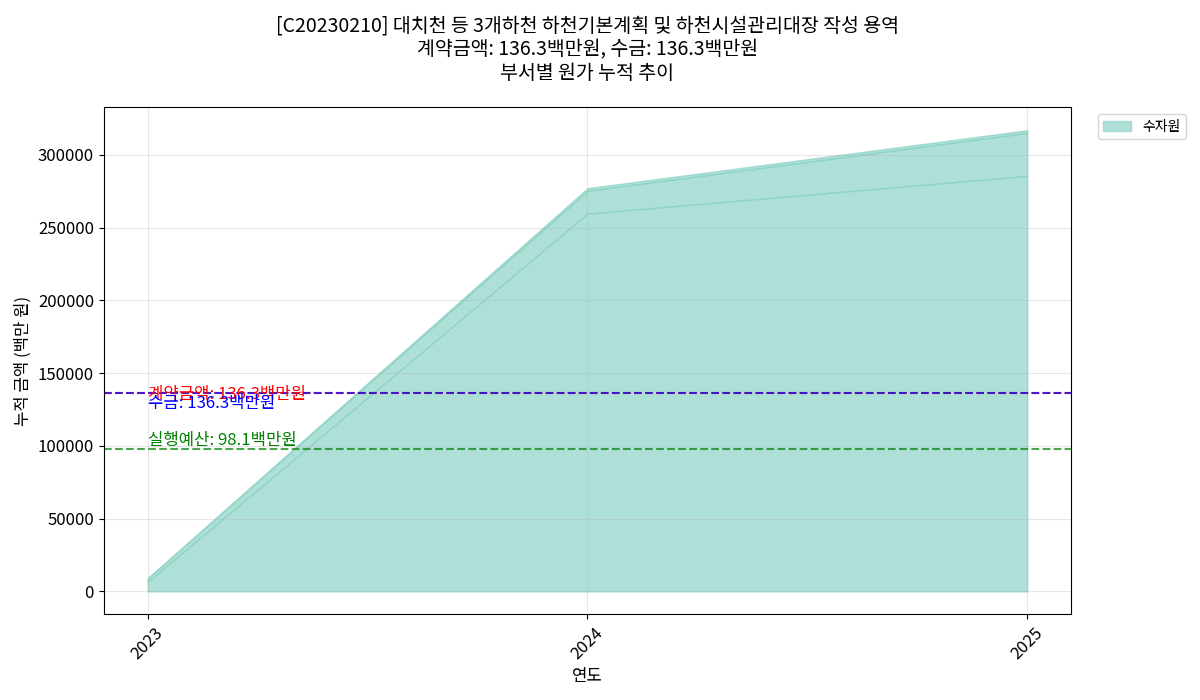 [C20230210] 대치천 등 3개하천 하천기본계획 및 하천시설관리대장 작성 용역
계약금액: 136.3백만원, 수금: 136.3백만원
부서별 원가 누적 추이
수자원
누적 금액 (백만 원)
300000
250000
200000
150000
100000
50000
0
계약금액: 136.3백만원
수금: 136.3백만원
실행예산: 98.1백만원
2023
2024
2025
연도